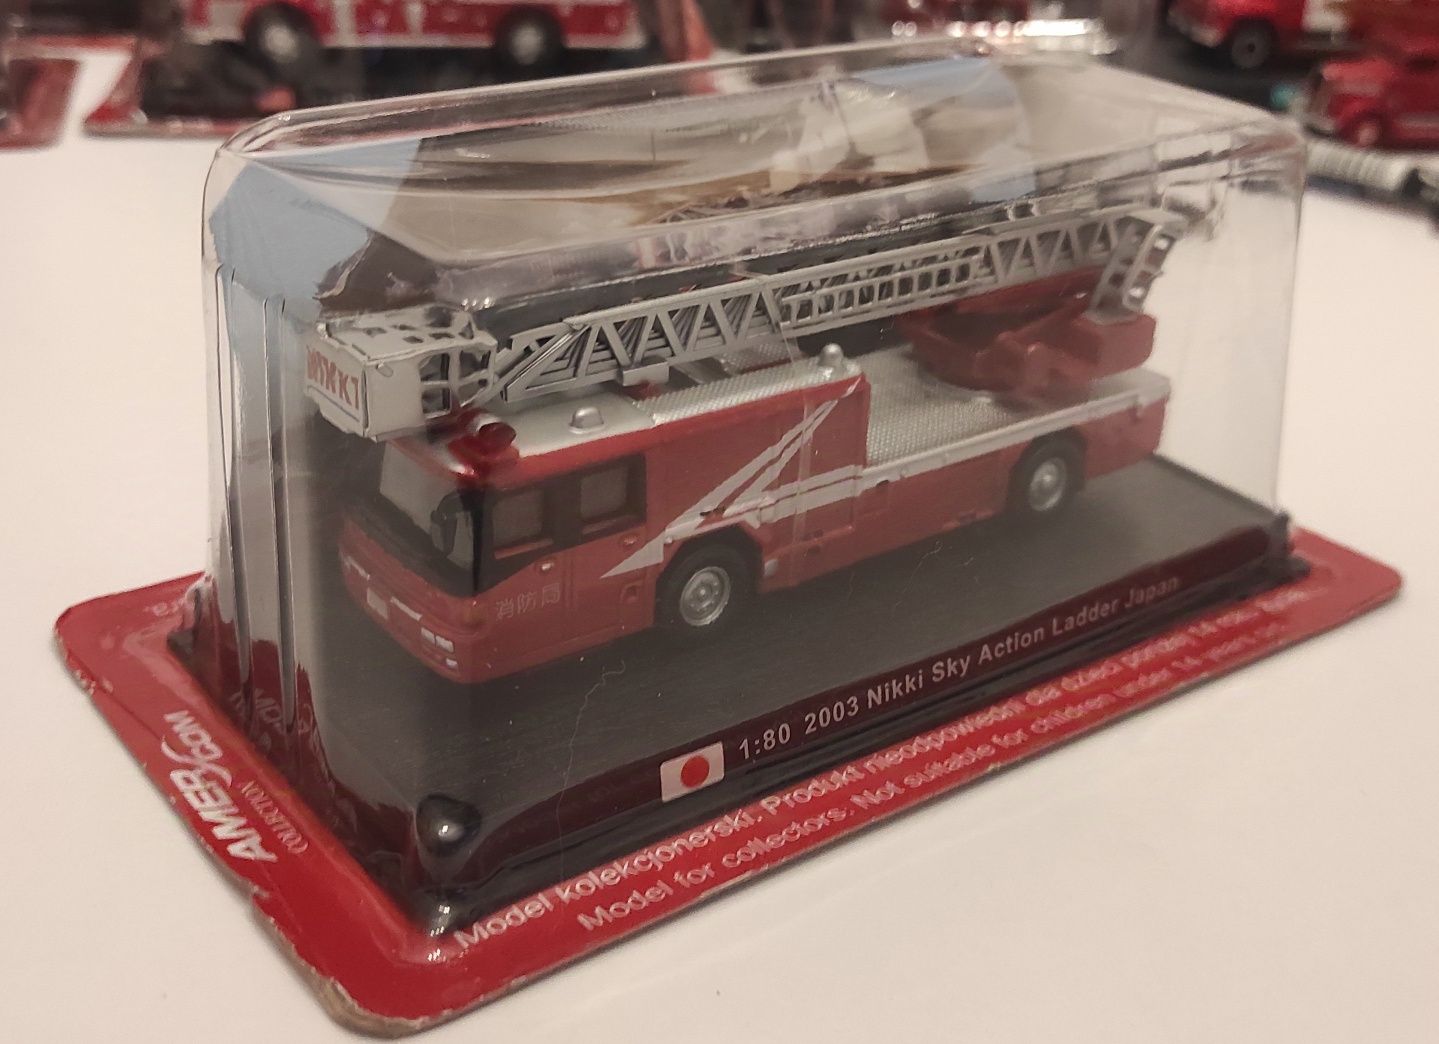 NIKKI
消防局
1:80 2003 Nikki Sky Action Ladder Japan
AMERCOM
COLLECTION
Model kolekcjonerski. Produkt nieodpowiedni dla dzieci poniżej 14 roku życia.
Model for collectors. Not suitable for children under 14 years